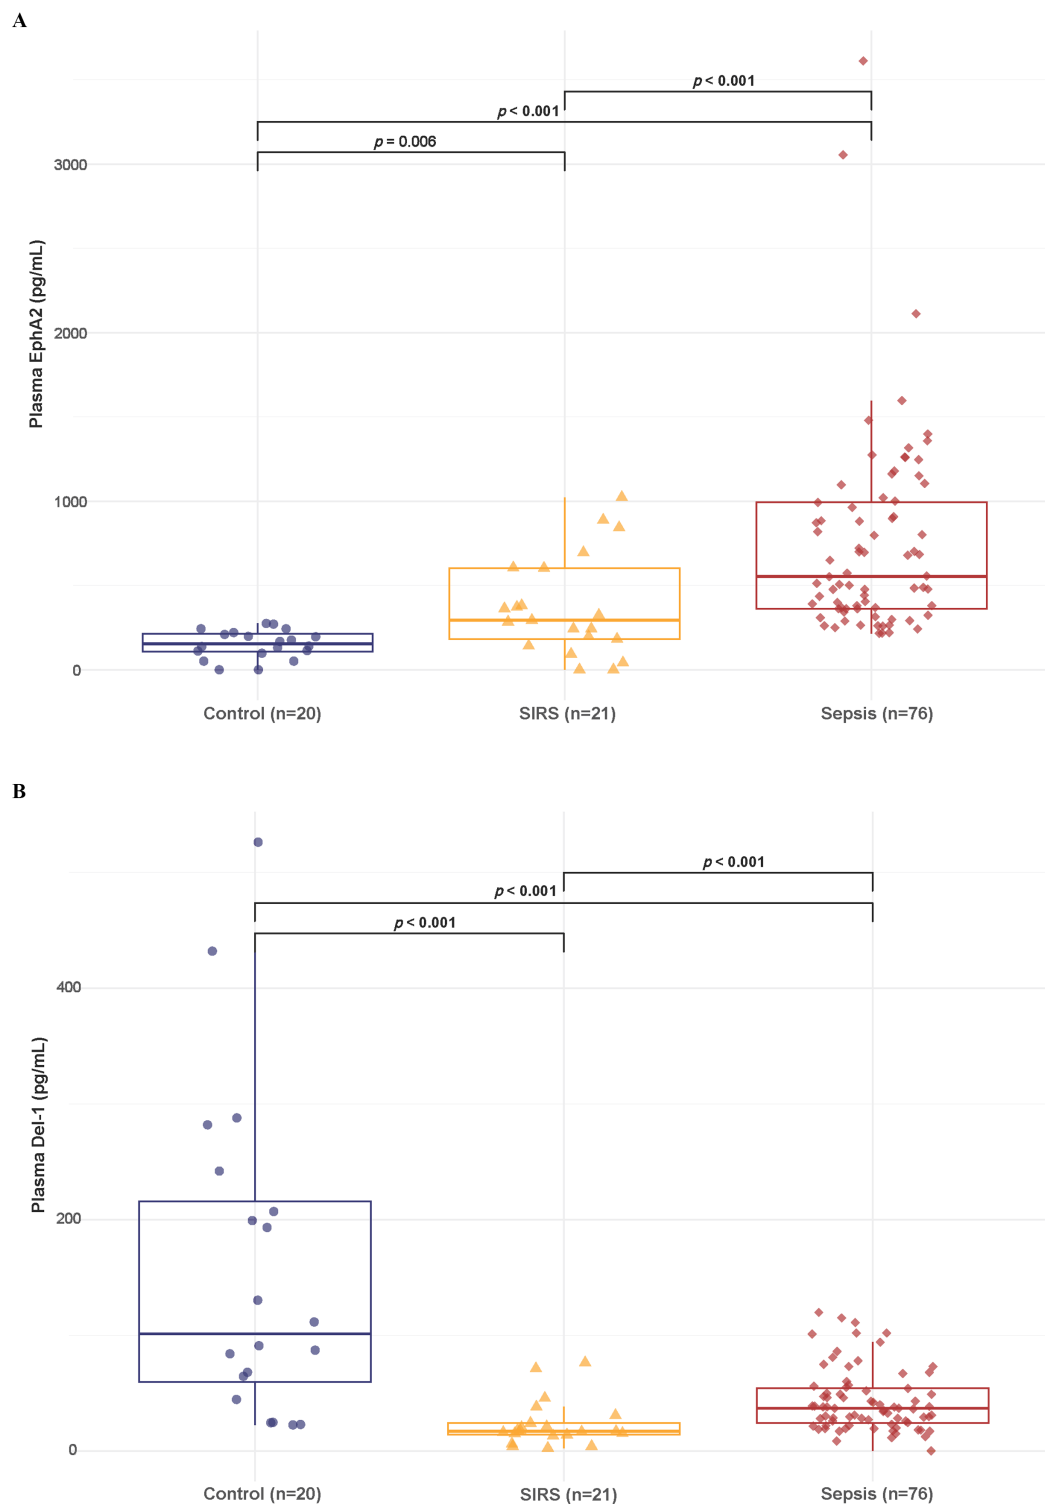 A
p < 0.001
p < 0.001
p = 0.006
3000
2000
1000
0
Plasma EphA2 (pg/mL)
Control (n=20) SIRS (n=21) Sepsis (n=76)
B
p < 0.001
p < 0.001
p < 0.001
400
200
0
Plasma Del-1 (pg/mL)
Control (n=20) SIRS (n=21) Sepsis (n=76)